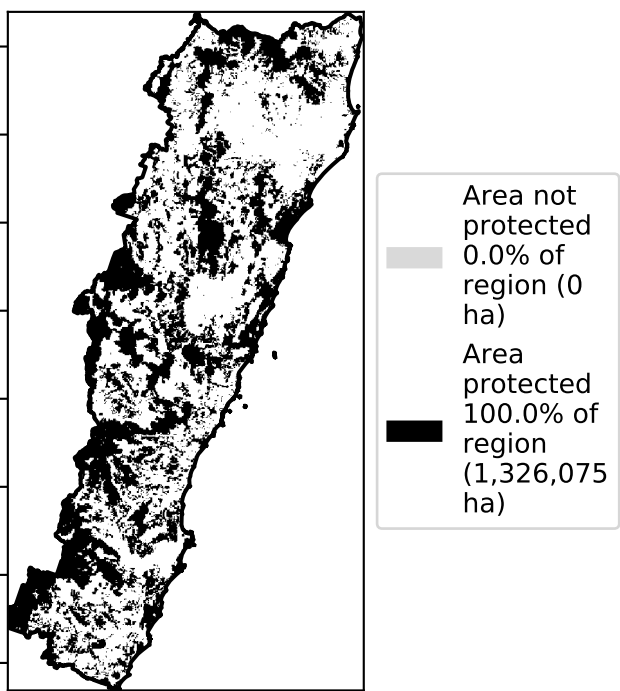 Area not
protected
0.0% of
region (0
ha)
Area
protected
100.0% of
region
(1,326,075
ha)